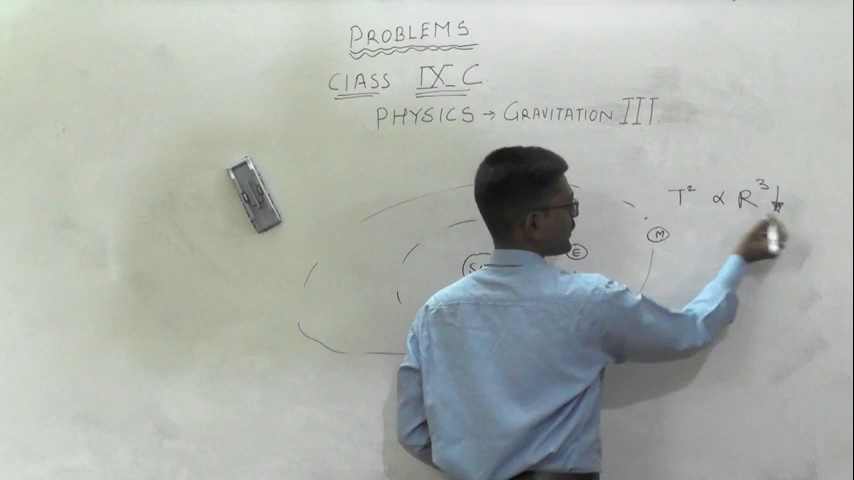 PROBLEMS
CLASS IX C
PHYSICS → GRAVITATION III
T² ∝ R³ ↓
M
E
S